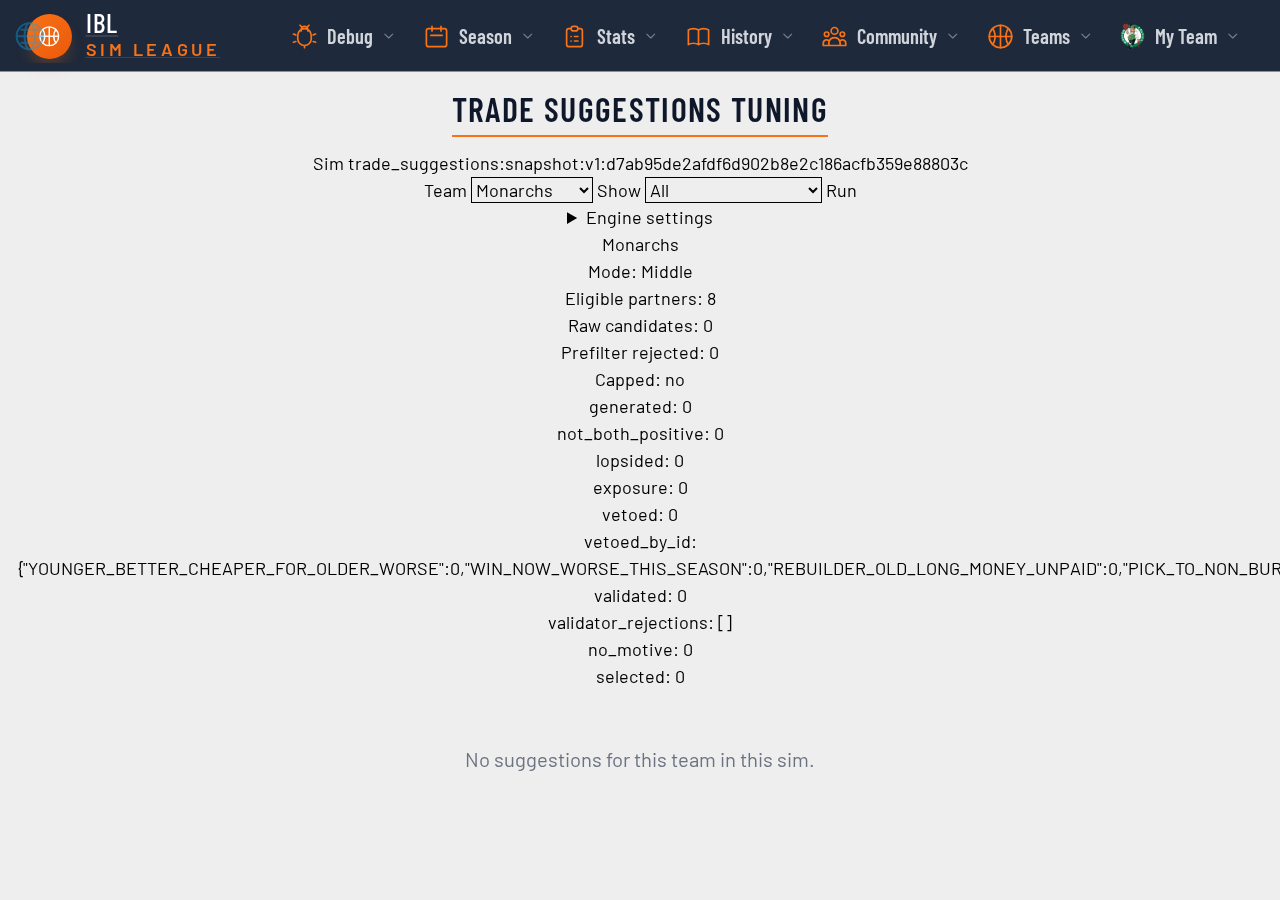 IBL
SIM LEAGUE
Debug
Season
Stats
History
Community
Teams
My Team
TRADE SUGGESTIONS TUNING
Sim trade_suggestions:snapshot:v1:d7ab95de2afdf6d902b8e2c186acfb359e88803c
Team Monarchs Show All Run
Engine settings
Monarchs
Mode: Middle
Eligible partners: 8
Raw candidates: 0
Prefilter rejected: 0
Capped: no
generated: 0
not_both_positive: 0
lopsided: 0
exposure: 0
vetoed: 0
vetoed_by_id:
{"YOUNGER_BETTER_CHEAPER_FOR_OLDER_WORSE":0,"WIN_NOW_WORSE_THIS_SEASON":0,"REBUILDER_OLD_LONG_MONEY_UNPAID":0,"PICK_TO_NON_BUR
validated: 0
validator_rejections: []
no_motive: 0
selected: 0
No suggestions for this team in this sim.